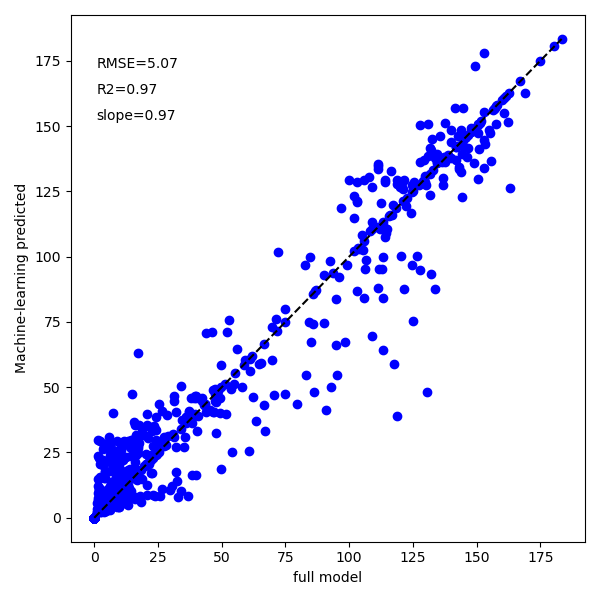 RMSE=5.07
R2=0.97
slope=0.97
Machine-learning predicted
175
150
125
100
75
50
25
0
0 25 50 75 100 125 150 175
full model